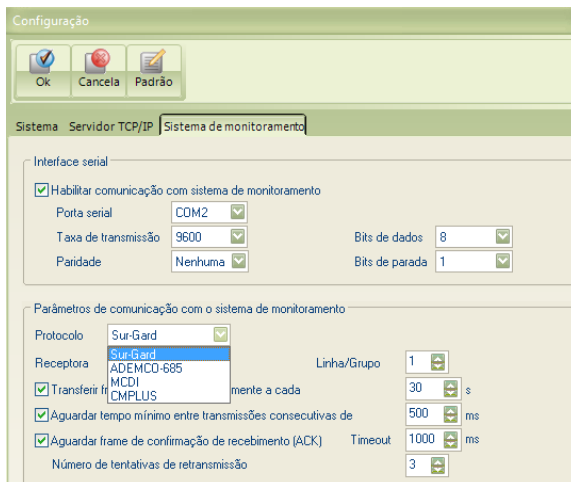 Configuração
Ok Cancela Padrão
Sistema Servidor TCP/IP Sistema de monitoramento
Interface serial
Habilitar comunicação com sistema de monitoramento
Porta serial COM2
Taxa de transmissão 9600 Bits de dados 8
Paridade Nenhuma Bits de parada 1
Parâmetros de comunicação com o sistema de monitoramento
Protocolo Sur-Gard
Sur-Gard
Receptora ADEMCO-685 Linha/Grupo 1
MCDI
Transferir CMPLUS mente a cada 30 s
Aguardar tempo mínimo entre transmissões consecutivas de 500 ms
Aguardar frame de confirmação de recebimento (ACK) Timeout 1000 ms
Número de tentativas de retransmissão 3